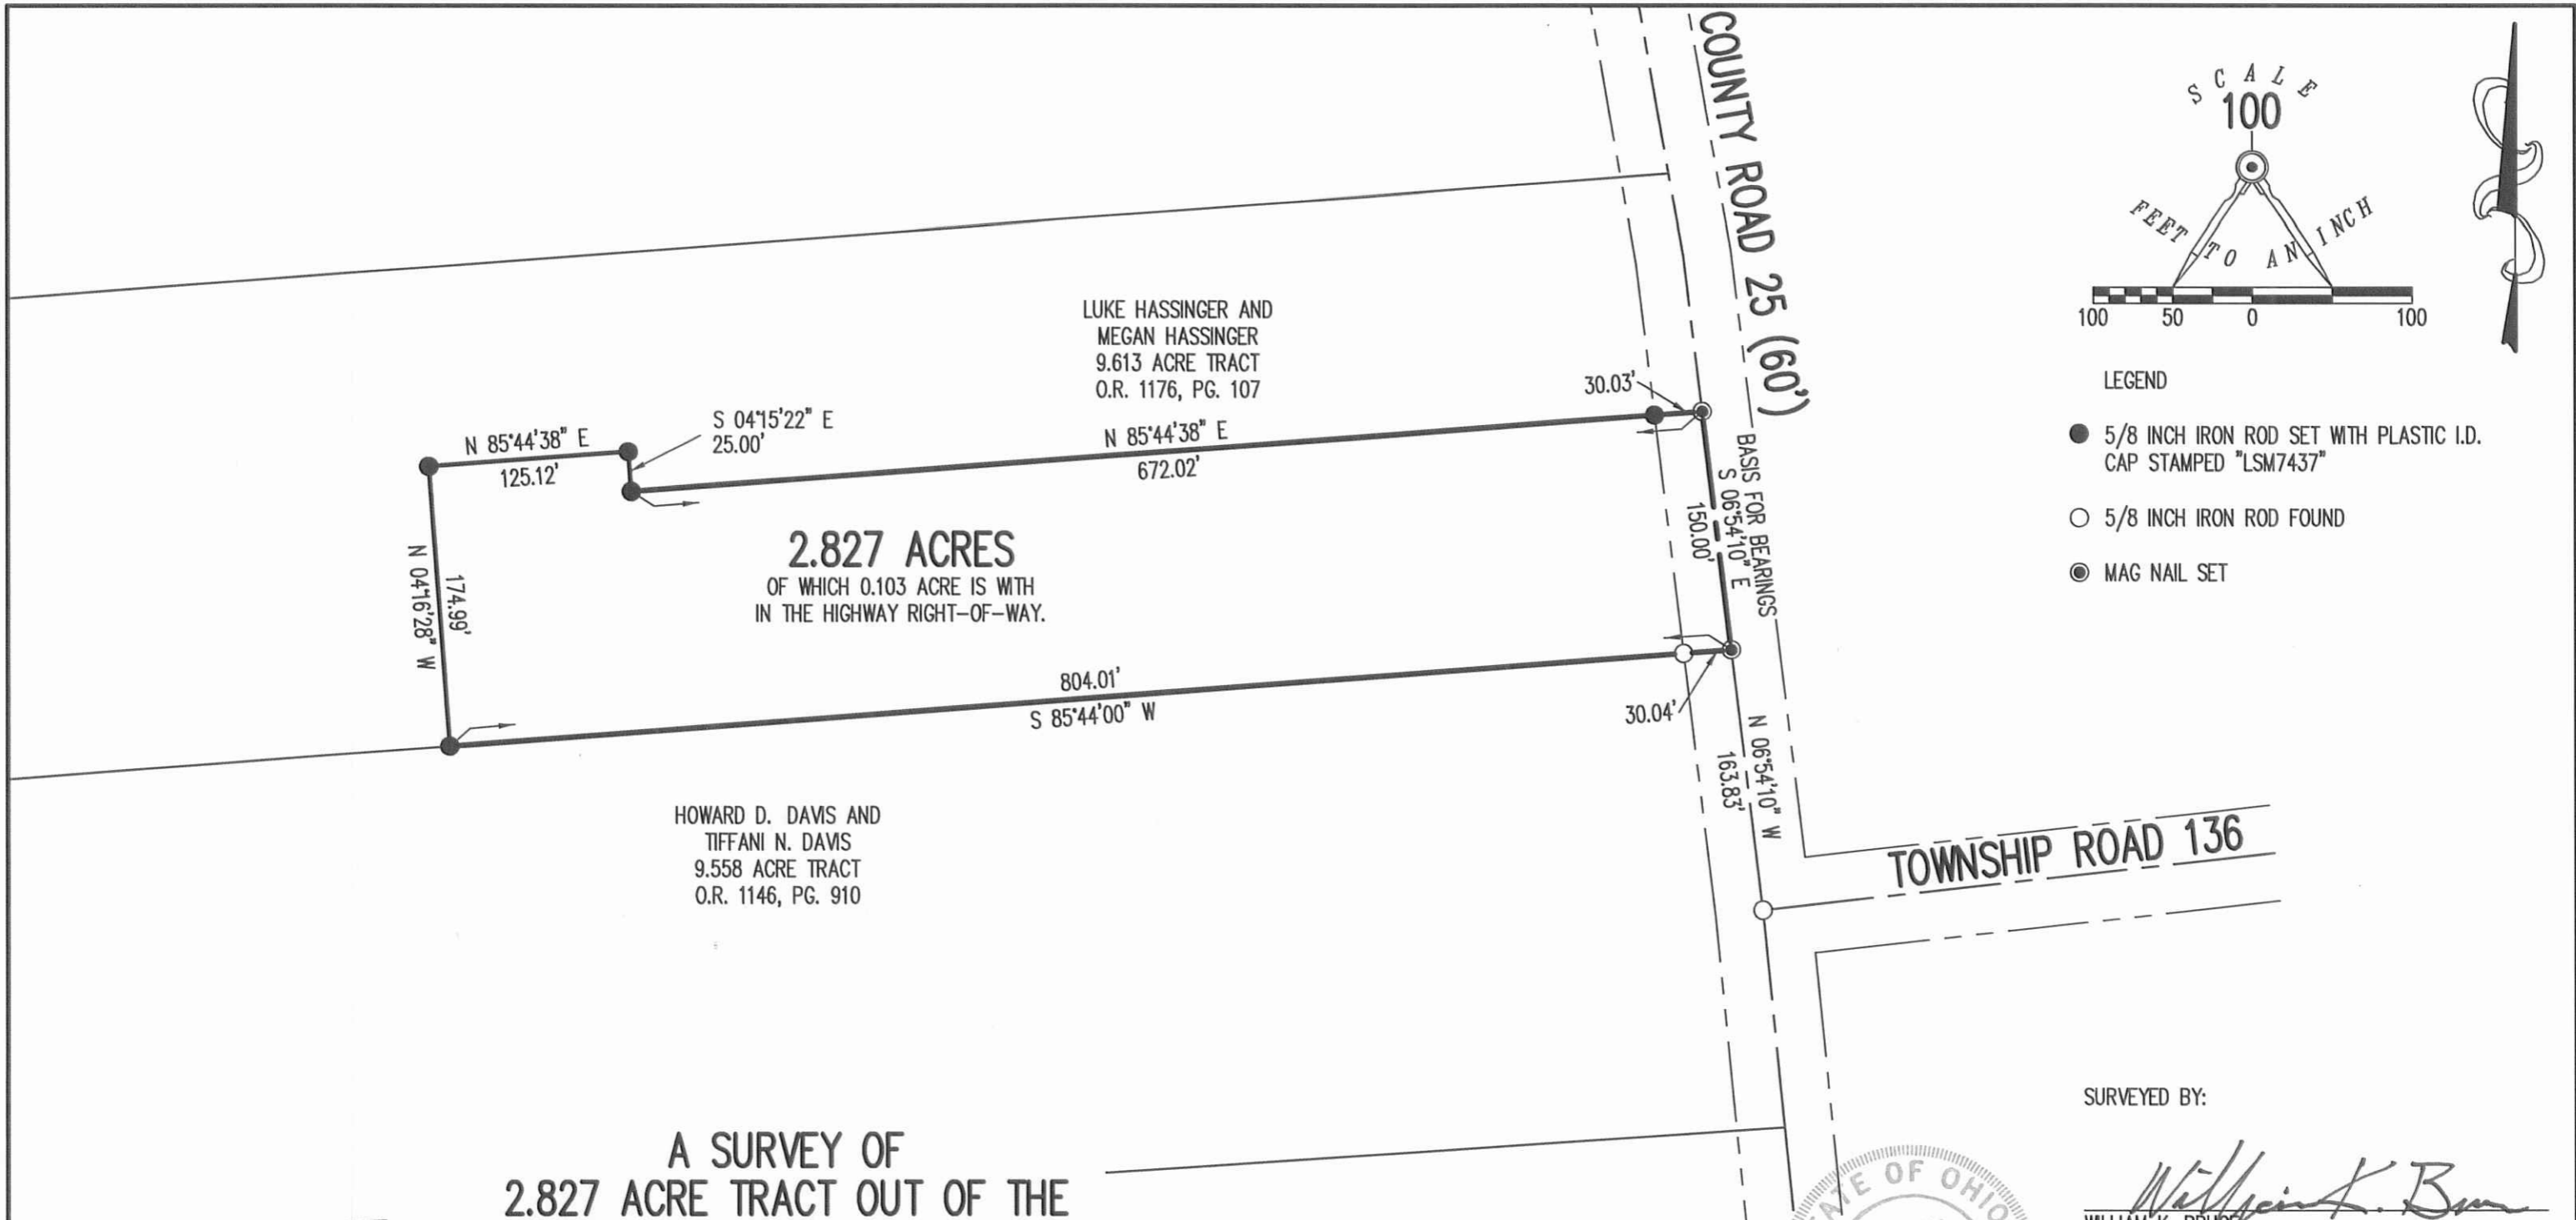 COUNTY ROAD 25 (60')
SCALE
100
FEET TO AN INCH
100 50 0 100
LEGEND
5/8 INCH IRON ROD SET WITH PLASTIC I.D.
CAP STAMPED "LSM7437"
5/8 INCH IRON ROD FOUND
MAG NAIL SET
LUKE HASSINGER AND
MEGAN HASSINGER
9.613 ACRE TRACT
O.R. 1176, PG. 107
30.03'
S 04°15'22" E
25.00'
N 85°44'38" E
125.12'
N 85°44'38" E
672.02'
BASIS FOR BEARINGS
S 06°54'10" E
150.00'
2.827 ACRES
OF WHICH 0.103 ACRE IS WITH
IN THE HIGHWAY RIGHT-OF-WAY.
174.99'
N 04°16'28" W
804.01'
S 85°44'00" W
30.04'
N 06°54'10" W
163.83'
HOWARD D. DAVIS AND
TIFFANI N. DAVIS
9.558 ACRE TRACT
O.R. 1146, PG. 910
TOWNSHIP ROAD 136
SURVEYED BY:
A SURVEY OF
2.827 ACRE TRACT OUT OF THE
OF OHIO
William K. Bruce
WILLIAM K. BRUCE